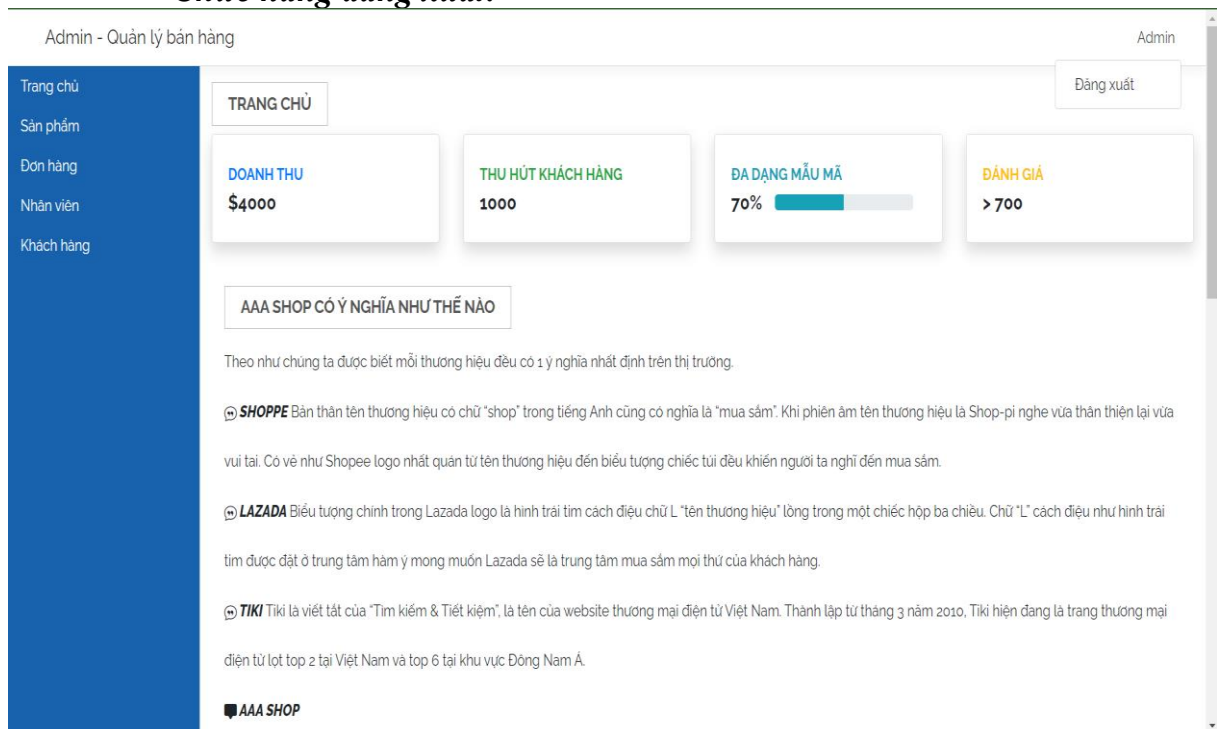 Chức năng đăng xuất:
Admin - Quản lý bán hàng
Admin
Đăng xuất
Trang chủ
Sản phẩm
Đơn hàng
Nhân viên
Khách hàng
TRANG CHỦ
DOANH THU
$4000
THU HÚT KHÁCH HÀNG
1000
ĐA DẠNG MẪU MÃ
70%
ĐÁNH GIÁ
> 700
AAA SHOP CÓ Ý NGHĨA NHƯ THẾ NÀO
Theo như chúng ta được biết mỗi thương hiệu đều có 1 ý nghĩa nhất định trên thị trường.
SHOPPE Bản thân tên thương hiệu có chữ "shop" trong tiếng Anh cũng có nghĩa là "mua sắm". Khi phiên âm tên thương hiệu là Shop-pi nghe vừa thân thiện lại vừa
vui tai. Có vẻ như Shopee logo nhất quán từ tên thương hiệu đến biểu tượng chiếc túi đều khiến người ta nghĩ đến mua sắm.
LAZADA Biểu tượng chính trong Lazada logo là hình trái tim cách điệu chữ L "tên thương hiệu" lồng trong một chiếc hộp ba chiều. Chữ "L" cách điệu như hình trái
tim được đặt ở trung tâm hàm ý mong muốn Lazada sẽ là trung tâm mua sắm mọi thứ của khách hàng.
TIKI Tiki là viết tắt của "Tìm kiếm & Tiết kiệm", là tên của website thương mại điện tử Việt Nam. Thành lập từ tháng 3 năm 2010, Tiki hiện đang là trang thương mại
điện tử lọt top 2 tại Việt Nam và top 6 tại khu vực Đông Nam Á.
AAA SHOP